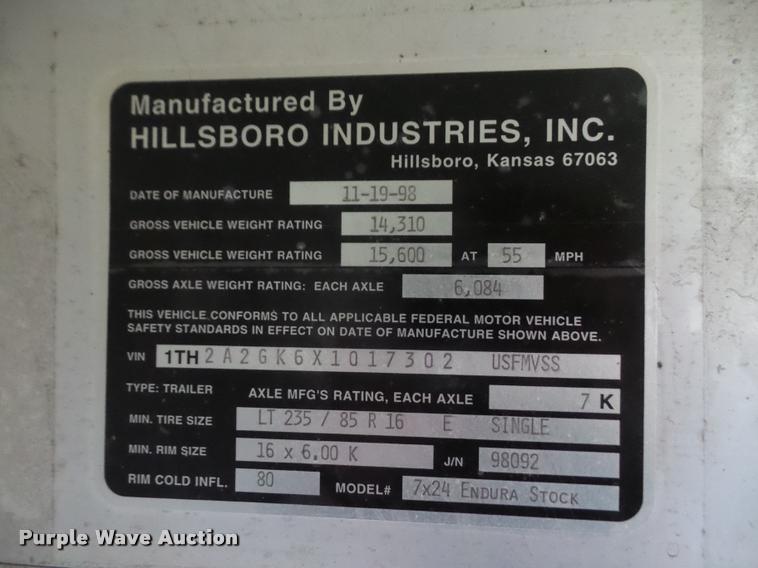 Manufactured By
HILLSBORO INDUSTRIES, INC.
Hillsboro, Kansas 67063
DATE OF MANUFACTURE 11-19-98
GROSS VEHICLE WEIGHT RATING 14,310
GROSS VEHICLE WEIGHT RATING 15,600 AT 55 MPH
GROSS AXLE WEIGHT RATING: EACH AXLE 6,084
THIS VEHICLE CONFORMS TO ALL APPLICABLE FEDERAL MOTOR VEHICLE
SAFETY STANDARDS IN EFFECT ON DATE OF MANUFACTURE SHOWN ABOVE.
VIN 1TH 2A2GK6X1017302 USFMVSS
TYPE: TRAILER AXLE MFG'S RATING, EACH AXLE 7 K
MIN. TIRE SIZE LT 235 / 85 R 16 E SINGLE
MIN. RIM SIZE 16 x 6.00 K J/N 98092
RIM COLD INFL. 80 MODEL# 7x24 ENDURA STOCK
Purple Wave Auction